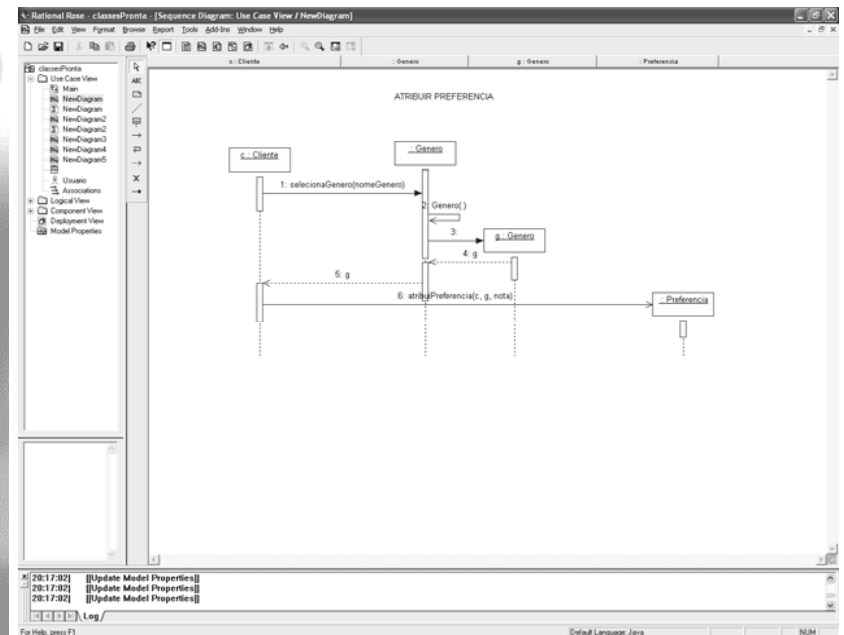 Rational Rose - classesPronta - [Sequence Diagram: Use Case View / NewDiagram]
File Edit View Format Browse Report Tools Add-Ins Window Help
c : Cliente : Genero g : Genero : Preferencia
classesPronta
Use Case View
Main
NewDiagram
NewDiagram
NewDiagram2
NewDiagram2
NewDiagram3
NewDiagram4
NewDiagram5
Usuario
Associations
Logical View
Component View
Deployment View
Model Properties
ABC
ATRIBUIR PREFERENCIA
c : Cliente
: Genero
1: selecionaGenero(nomeGenero)
2: Genero( )
3:
g : Genero
4: g
5: g
6: atribuiPreferencia(c, g, nota)
: Preferencia
20:17:02| [[Update Model Properties]]
20:17:02| [[Update Model Properties]]
20:17:02| [[Update Model Properties]]
Log
For Help, press F1 Default Language: Java NUM